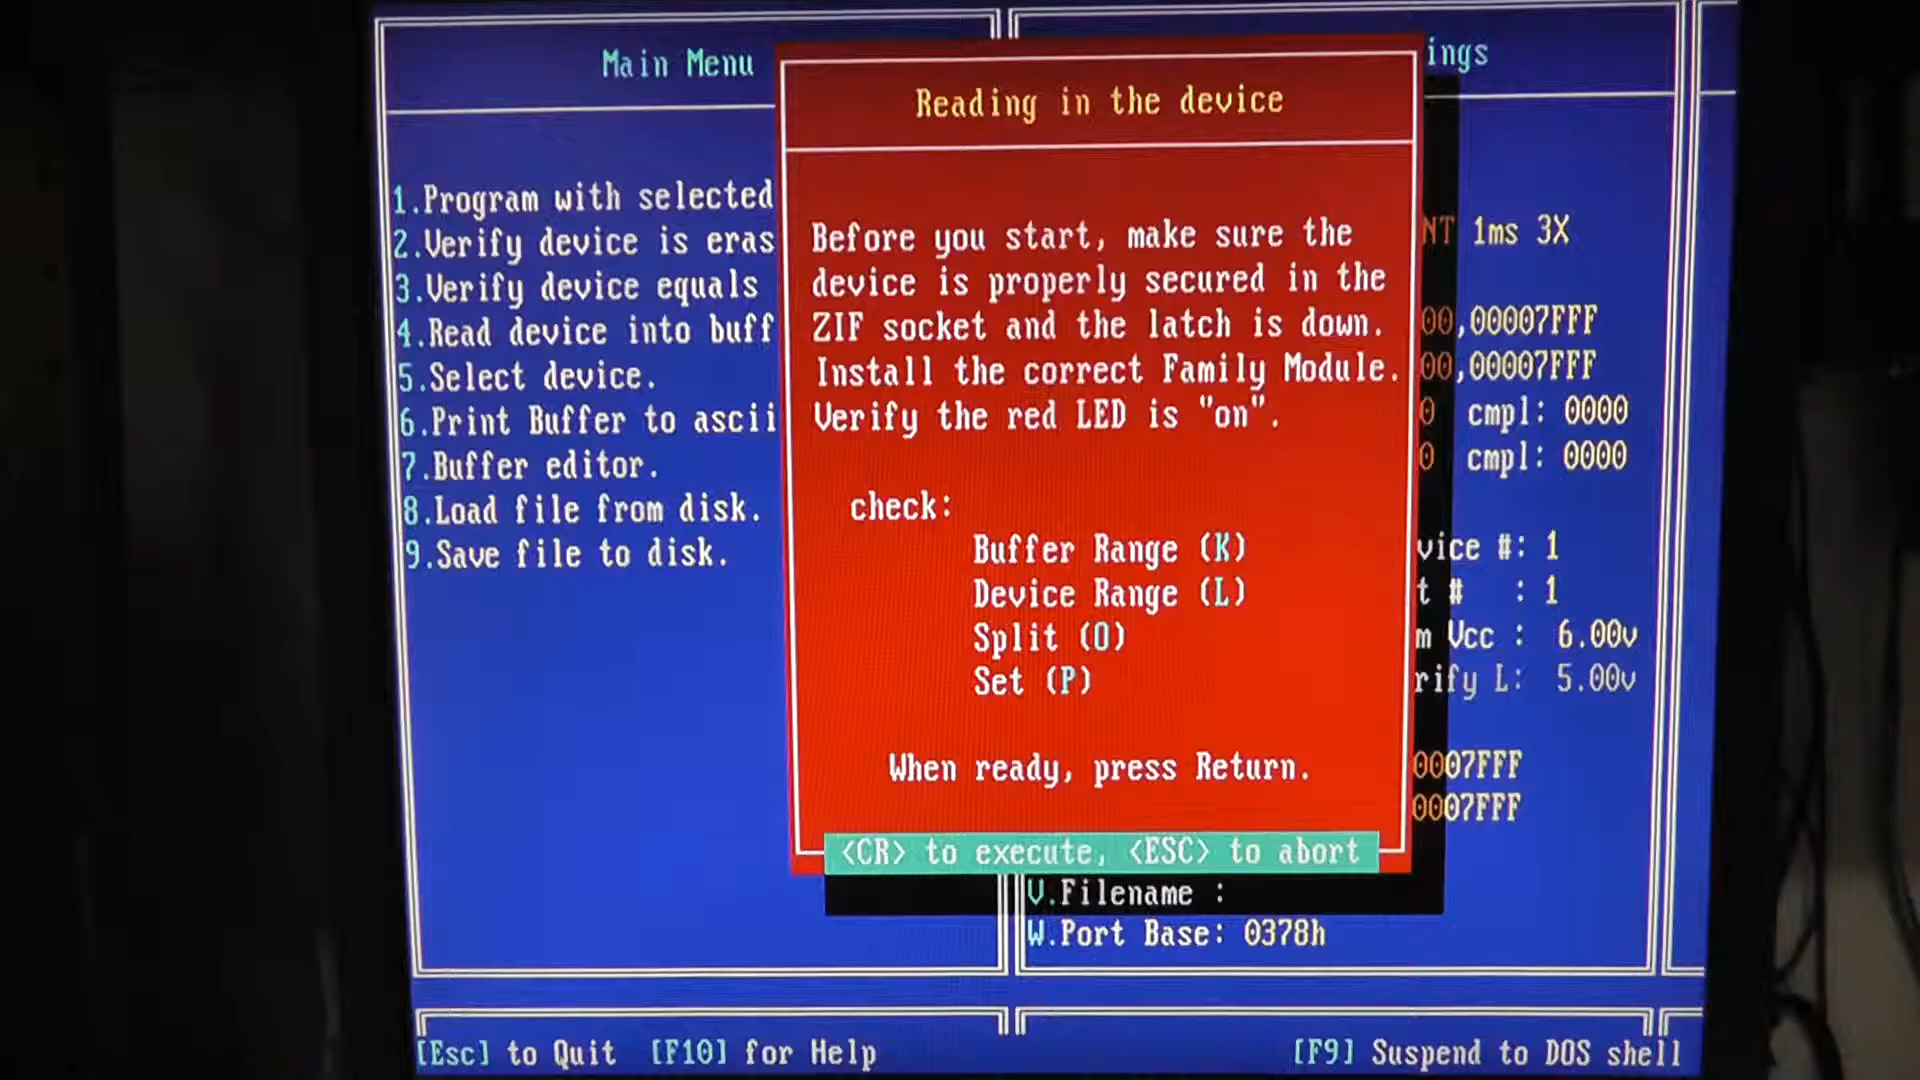 Main Menu
ings
Reading in the device
1.Program with selected
2.Verify device is eras
3.Verify device equals
4.Read device into buff
5.Select device.
6.Print Buffer to ascii
7.Buffer editor.
8.Load file from disk.
9.Save file to disk.
Before you start, make sure the
device is properly secured in the
ZIF socket and the latch is down.
Install the correct Family Module.
Verify the red LED is "on".
check:
Buffer Range (K)
Device Range (L)
Split (O)
Set (P)
When ready, press Return.
<CR> to execute, <ESC> to abort
NT 1ms 3X
00,00007FFF
00,00007FFF
0 cmpl: 0000
0 cmpl: 0000
vice #: 1
t # : 1
m Vcc : 6.00v
rify L: 5.00v
0007FFF
0007FFF
V.Filename :
W.Port Base: 0378h
[Esc] to Quit [F10] for Help
[F9] Suspend to DOS shell